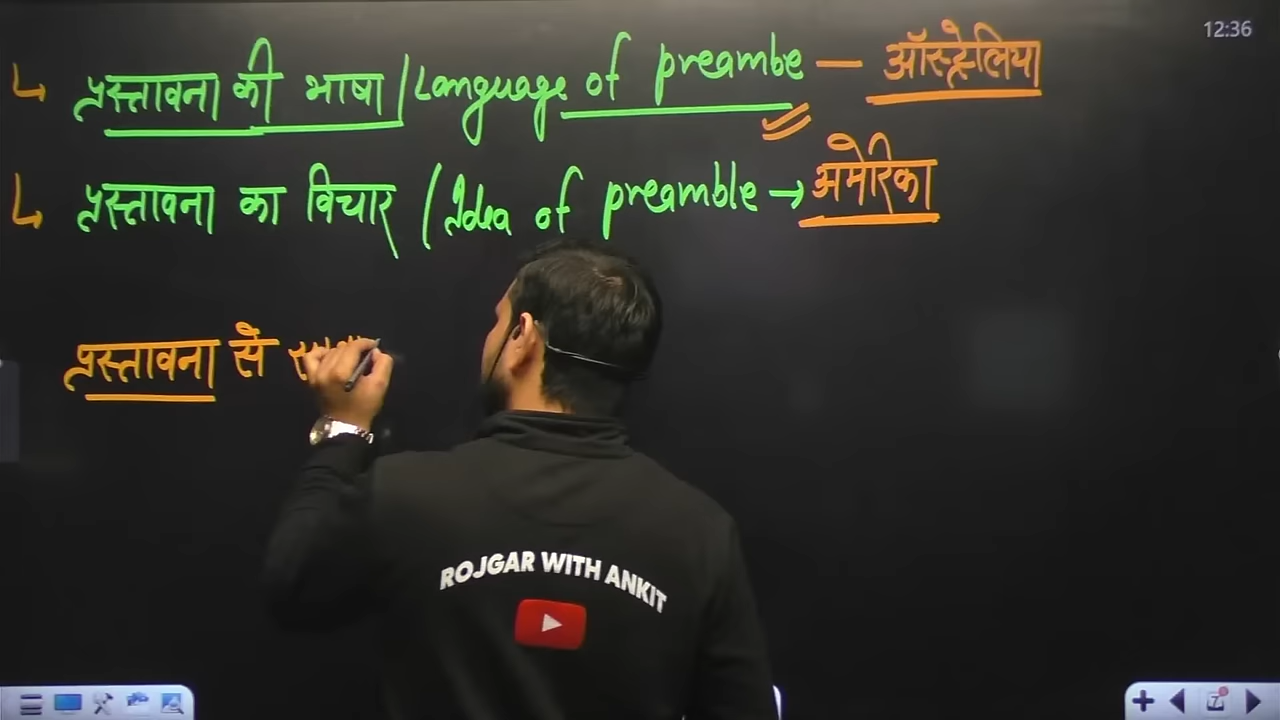 12:36
↳ प्रस्तावना की भाषा / Language of preambe — ऑस्ट्रेलिया
↳ प्रस्तावना का विचार / Idea of preamble → अमेरिका
प्रस्तावना से
ROJGAR WITH ANKIT